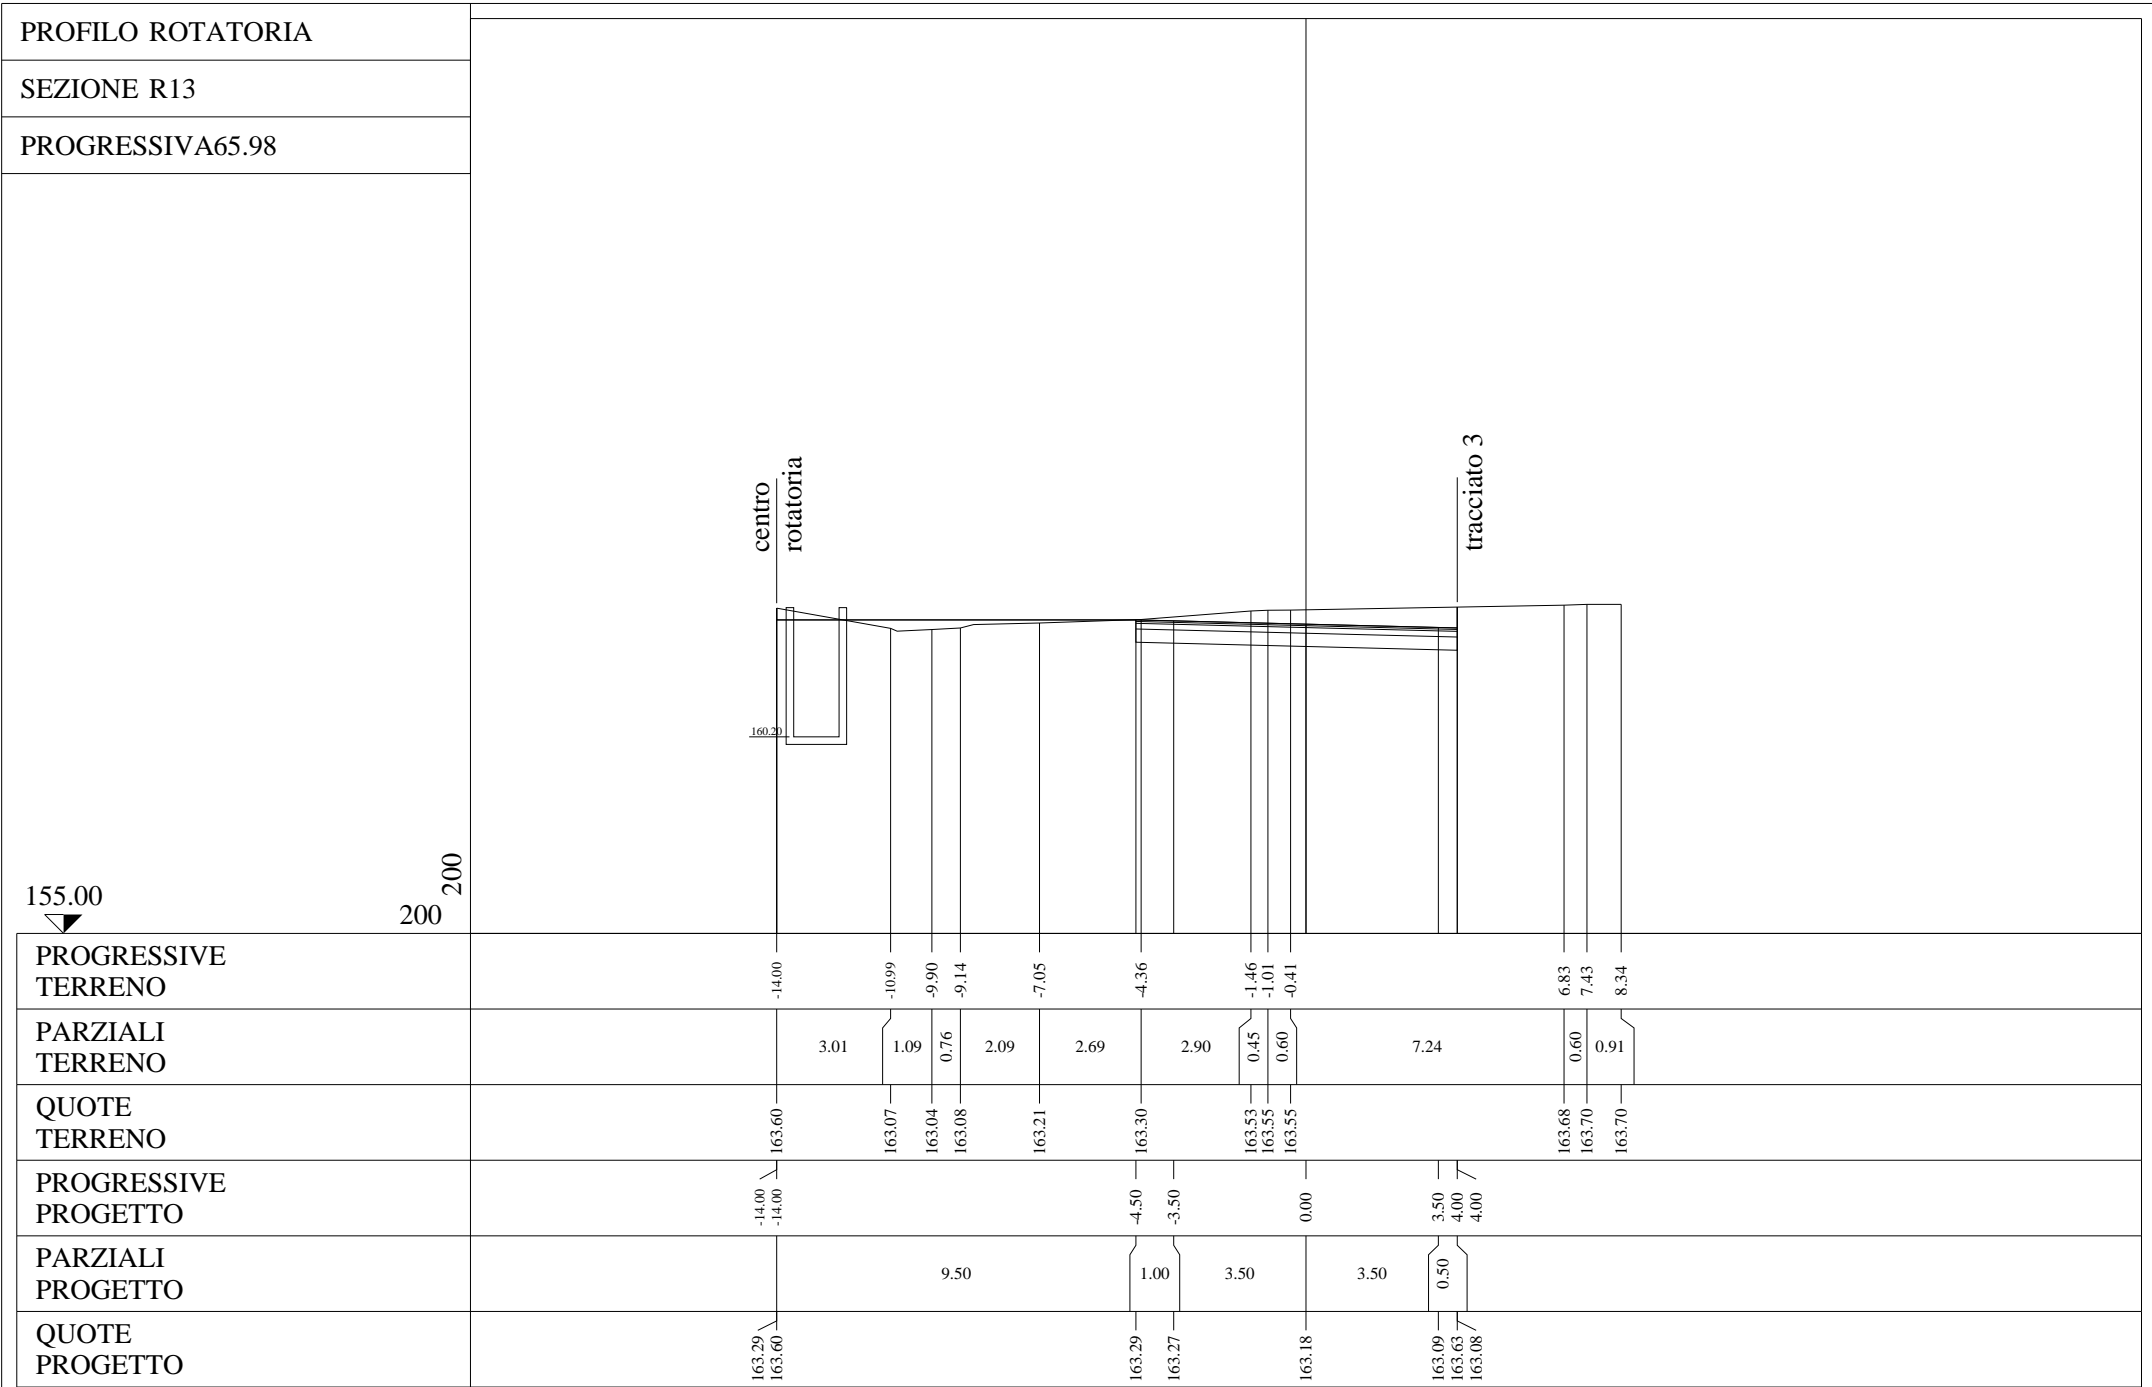 PROFILO ROTATORIA
SEZIONE R13
PROGRESSIVA65.98
centro
rotatoria
tracciato 3
160.20
155.00
200
200
PROGRESSIVE
TERRENO
-14.00 -10.99 -9.90 -9.14 -7.05 -4.36 -1.46 -1.01 -0.41 6.83 7.43 8.34
PARZIALI
TERRENO
3.01 1.09 0.76 2.09 2.69 2.90 0.45 0.60 7.24 0.60 0.91
QUOTE
TERRENO
163.60 163.07 163.04 163.08 163.21 163.30 163.53 163.55 163.55 163.68 163.70 163.70
PROGRESSIVE
PROGETTO
-14.00 -14.00 -4.50 -3.50 0.00 3.50 4.00 4.00
PARZIALI
PROGETTO
9.50 1.00 3.50 3.50 0.50
QUOTE
PROGETTO
163.29 163.60 163.29 163.27 163.18 163.09 163.63 163.08